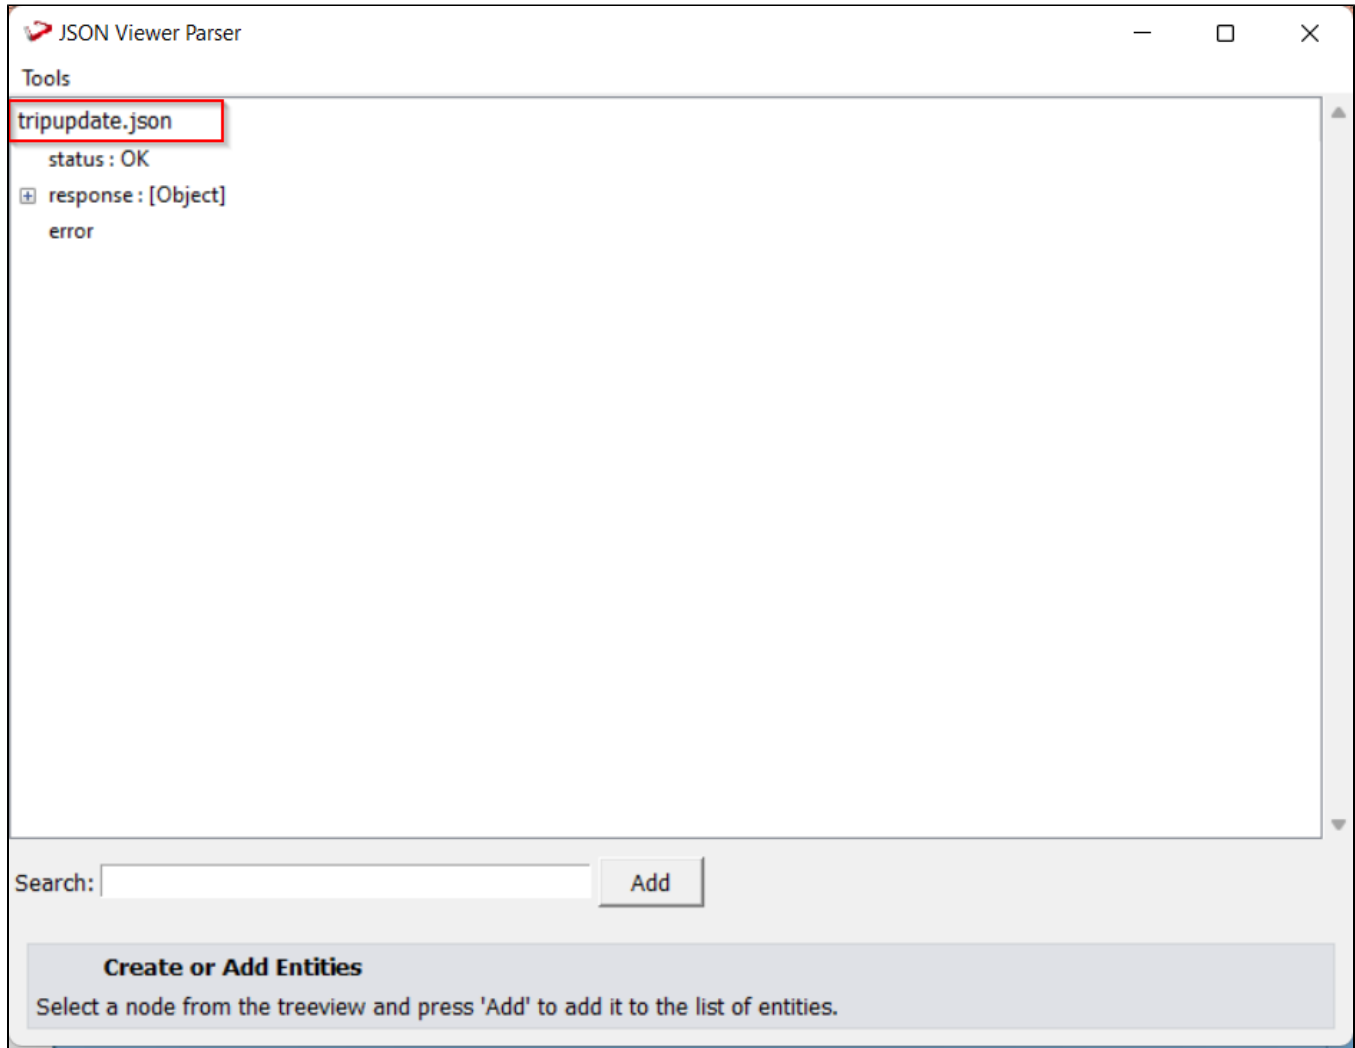 JSON Viewer Parser
Tools
tripupdate.json
status : OK
response : [Object]
error
Search:
Add
Create or Add Entities
Select a node from the treeview and press 'Add' to add it to the list of entities.